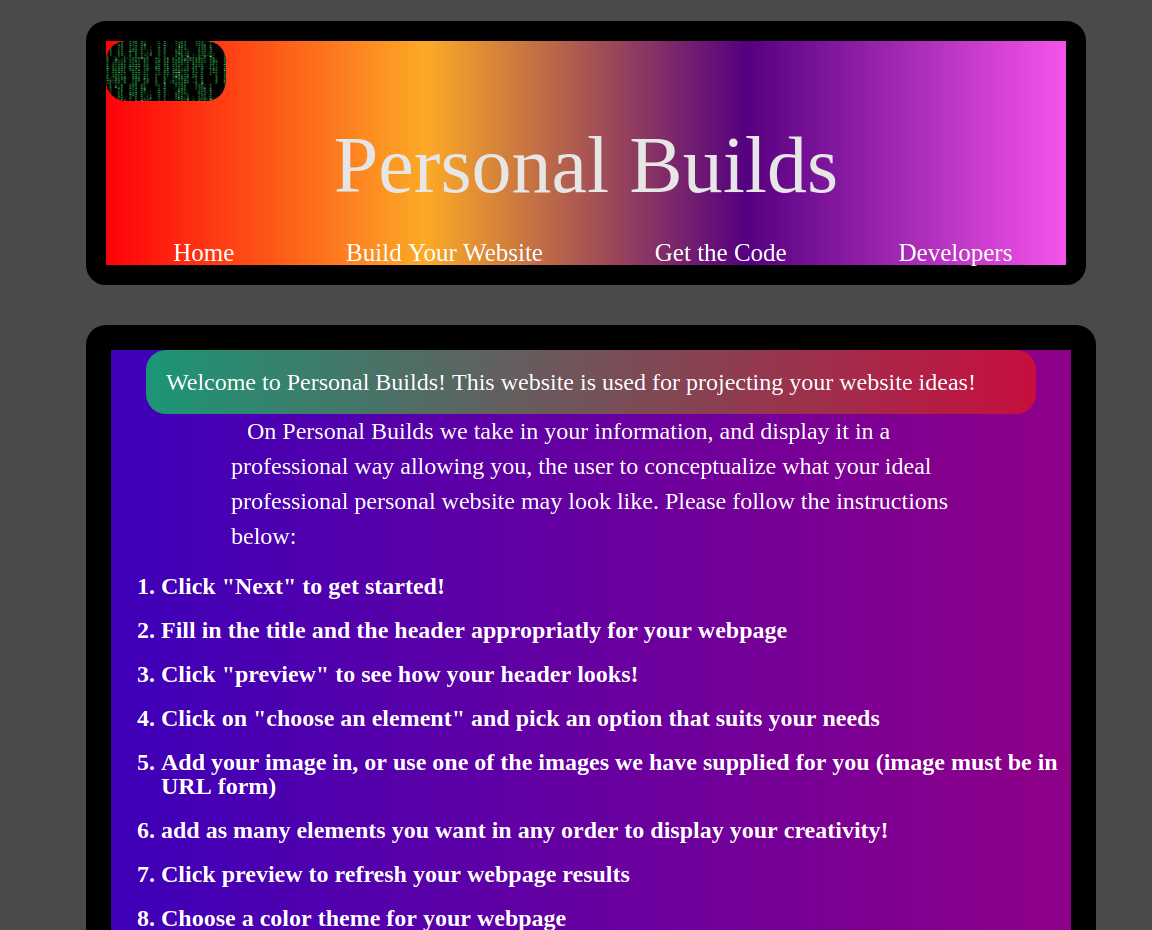 Personal Builds
Home Build Your Website Get the Code Developers
Welcome to Personal Builds! This website is used for projecting your website ideas!
On Personal Builds we take in your information, and display it in a
professional way allowing you, the user to conceptualize what your ideal
professional personal website may look like. Please follow the instructions
below:
1. Click "Next" to get started!
2. Fill in the title and the header appropriatly for your webpage
3. Click "preview" to see how your header looks!
4. Click on "choose an element" and pick an option that suits your needs
5. Add your image in, or use one of the images we have supplied for you (image must be in
URL form)
6. add as many elements you want in any order to display your creativity!
7. Click preview to refresh your webpage results
8. Choose a color theme for your webpage